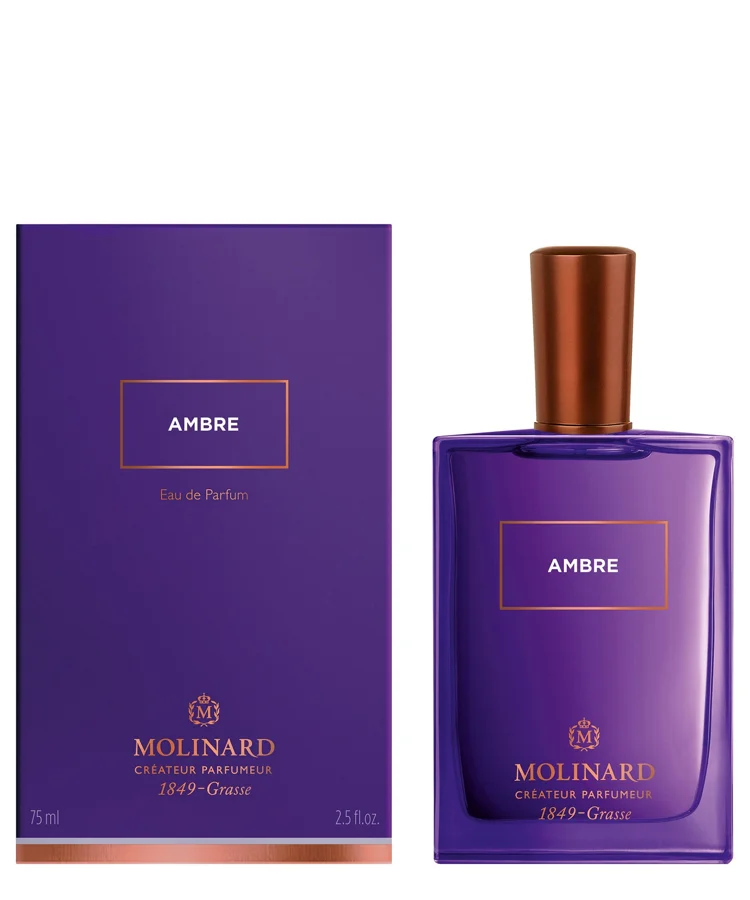 AMBRE
Eau de Parfum
M
MOLINARD
CRÉATEUR PARFUMEUR
1849-Grasse
75 ml
2.5 fl.oz.
AMBRE
M
MOLINARD
CRÉATEUR PARFUMEUR
1849-Grasse